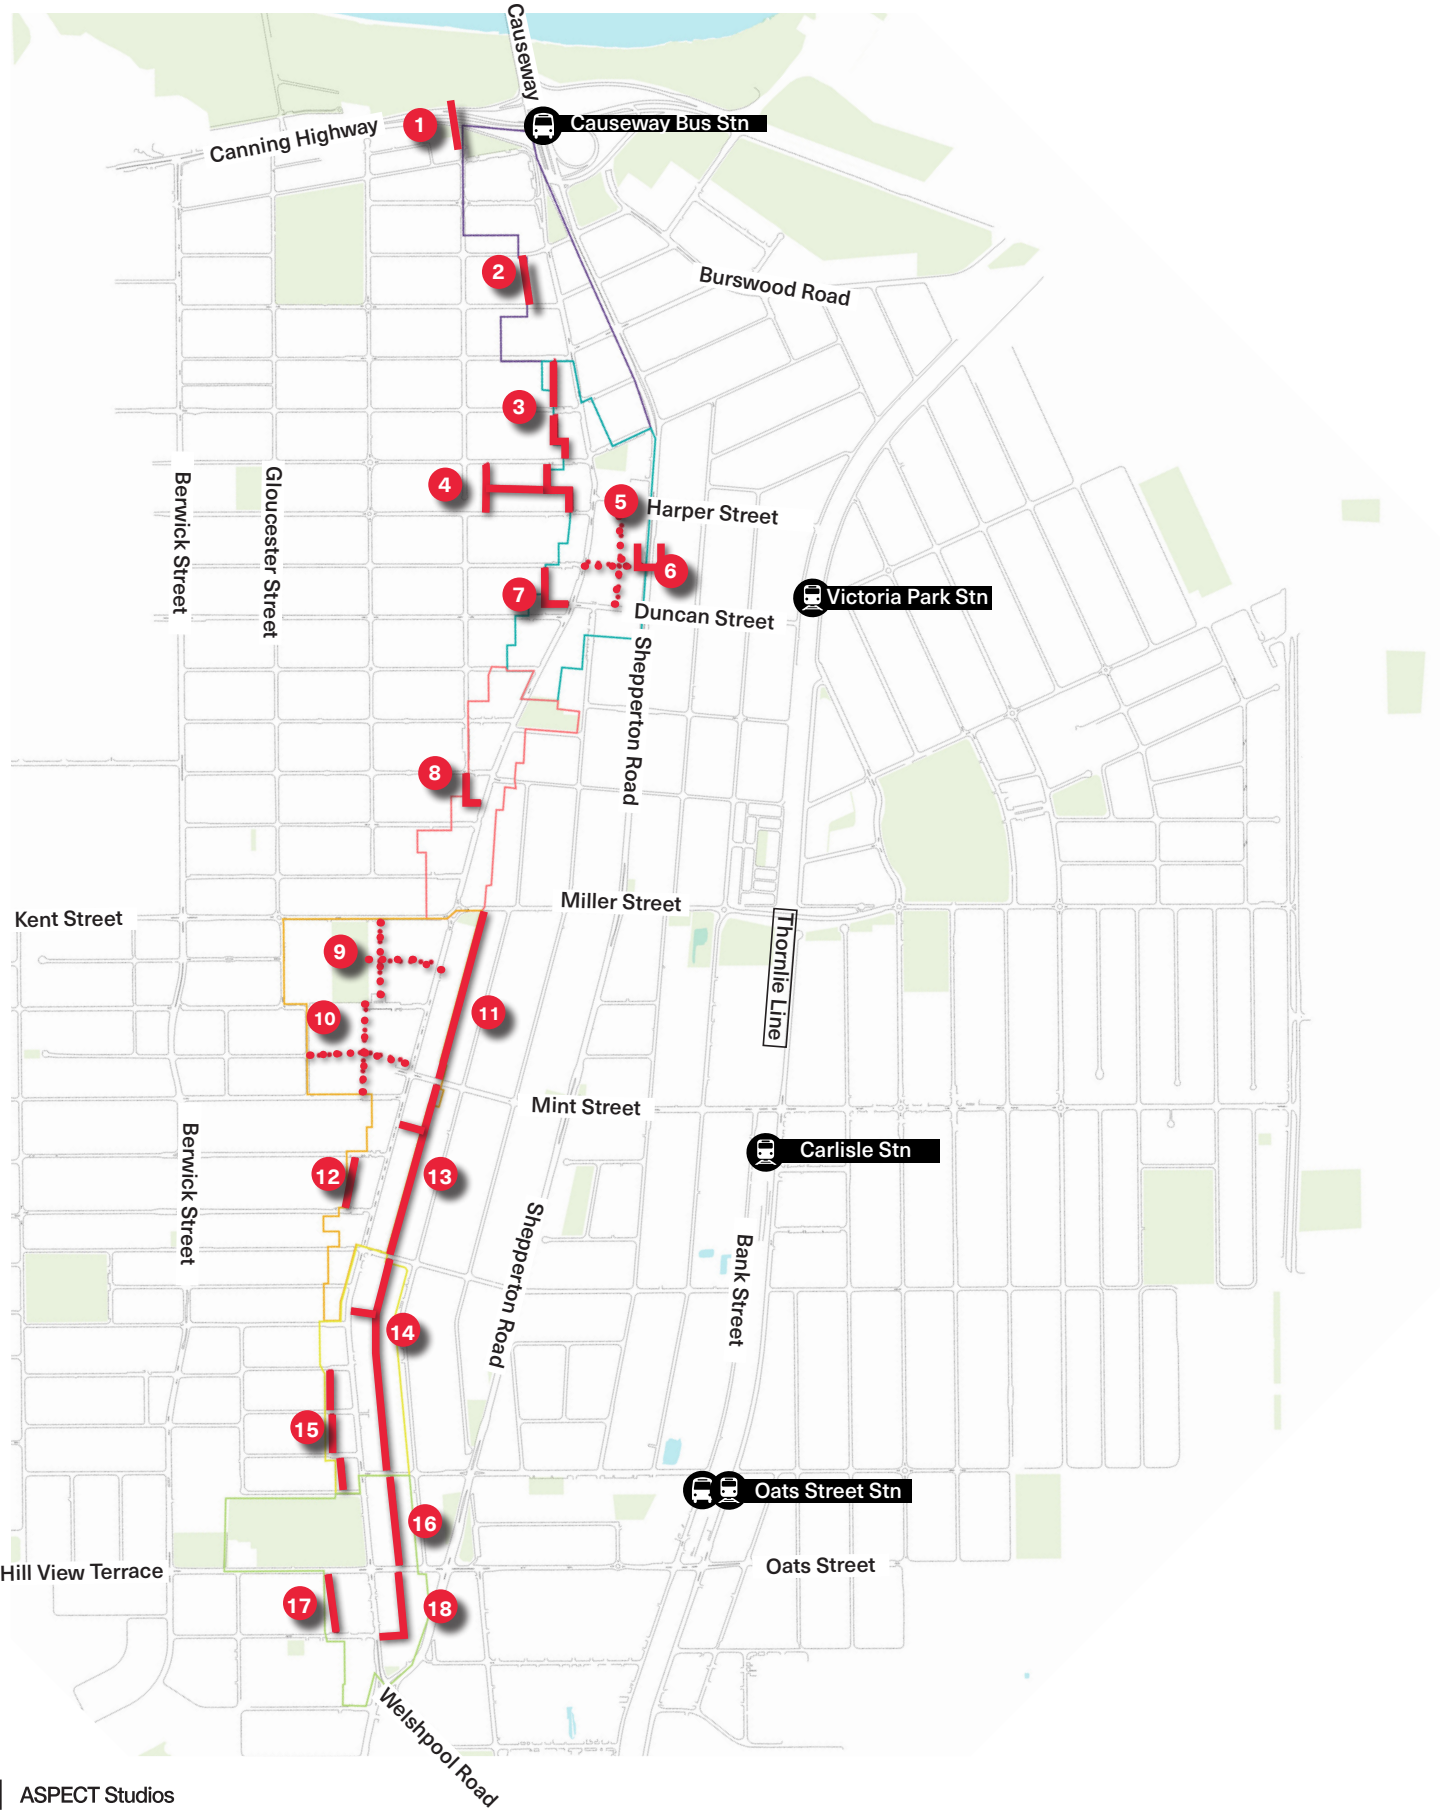 Causeway
1
Causeway Bus Stn
Canning Highway
2
Burswood Road
3
4
Berwick Street
Gloucester Street
5
Harper Street
6
7
Victoria Park Stn
Duncan Street
Shepperton Road
8
Miller Street
Kent Street
9
Thornlie Line
10
11
Mint Street
Berwick Street
12
13
Carlisle Stn
Shepperton Road
Bank Street
14
15
Oats Street Stn
16
Oats Street
Hill View Terrace
17
18
Welshpool Road
ASPECT Studios